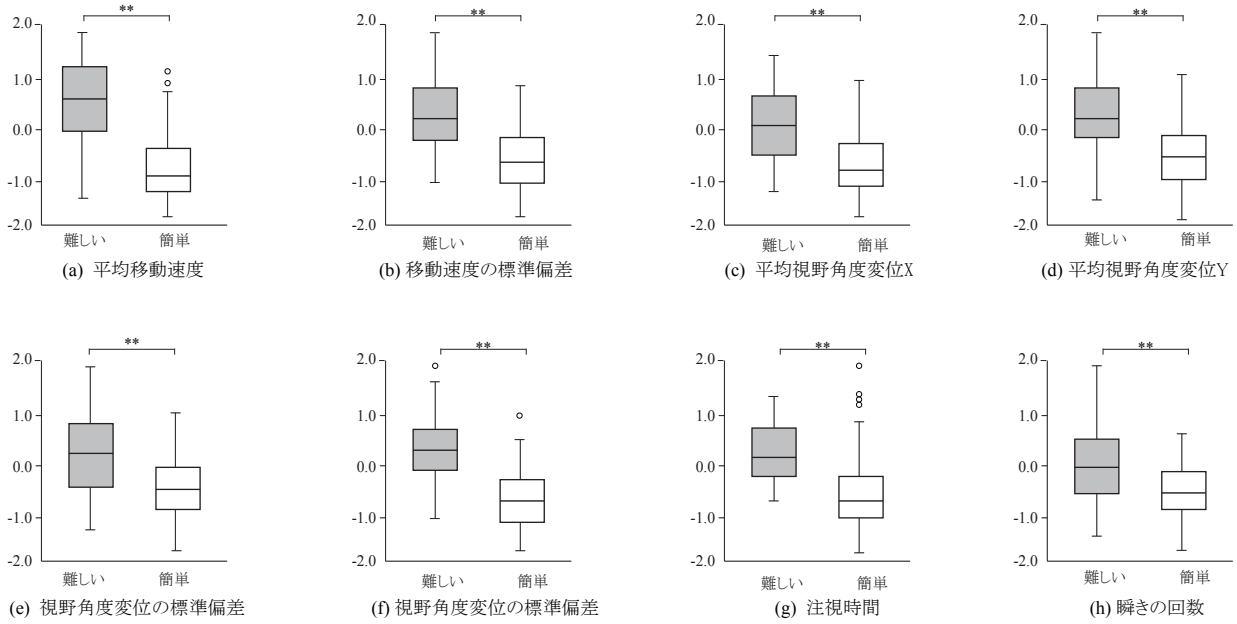 ** ** ** **
2.0 2.0 2.0 2.0
1.0 1.0 1.0 1.0
0.0 0.0 0.0 0.0
-1.0 -1.0 -1.0 -1.0
-2.0 -2.0 -2.0 -2.0
難しい 簡単 難しい 簡単 難しい 簡単 難しい 簡単
(a) 平均移動速度 (b) 移動速度の標準偏差 (c) 平均視野角度変位X (d) 平均視野角度変位Y
** ** ** **
2.0 2.0 2.0 2.0
1.0 1.0 1.0 1.0
0.0 0.0 0.0 0.0
-1.0 -1.0 -1.0 -1.0
-2.0 -2.0 -2.0 -2.0
難しい 簡単 難しい 簡単 難しい 簡単 難しい 簡単
(e) 視野角度変位の標準偏差 (f) 視野角度変位の標準偏差 (g) 注視時間 (h) 瞬きの回数